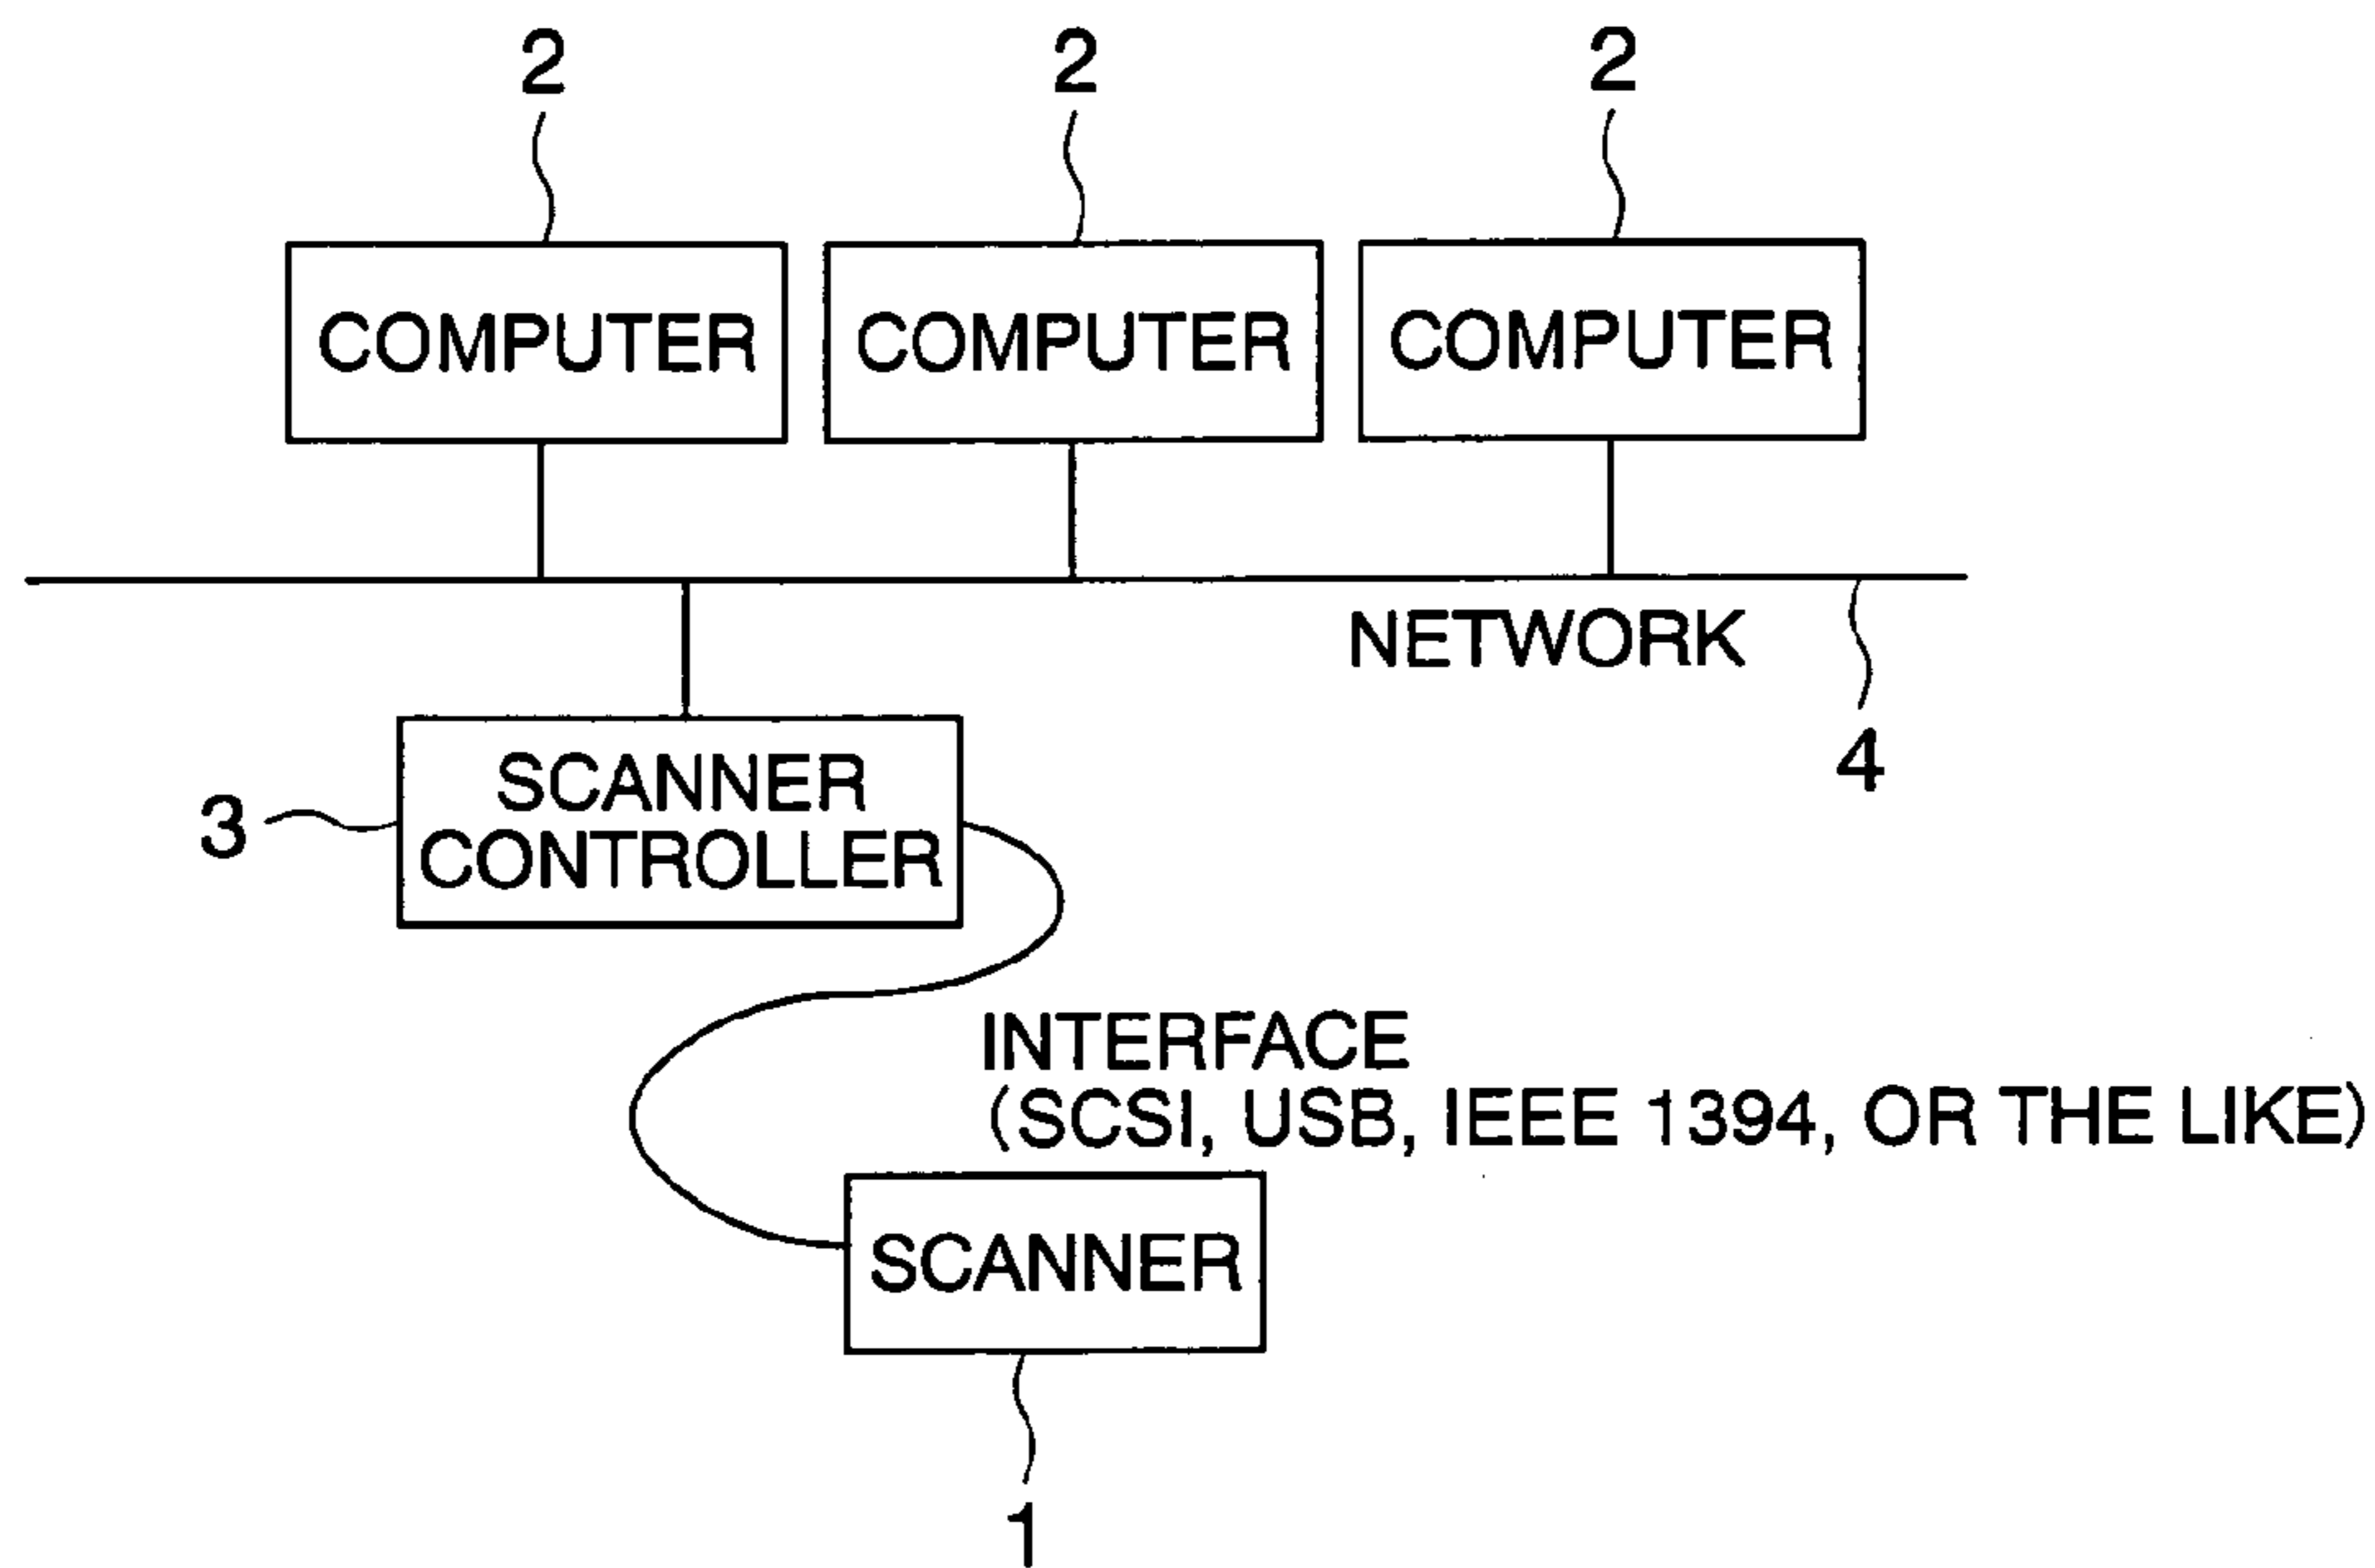 2 2 2
COMPUTER COMPUTER COMPUTER
NETWORK
4
SCANNER
CONTROLLER
3
INTERFACE
(SCSI, USB, IEEE 1394, OR THE LIKE)
SCANNER
1